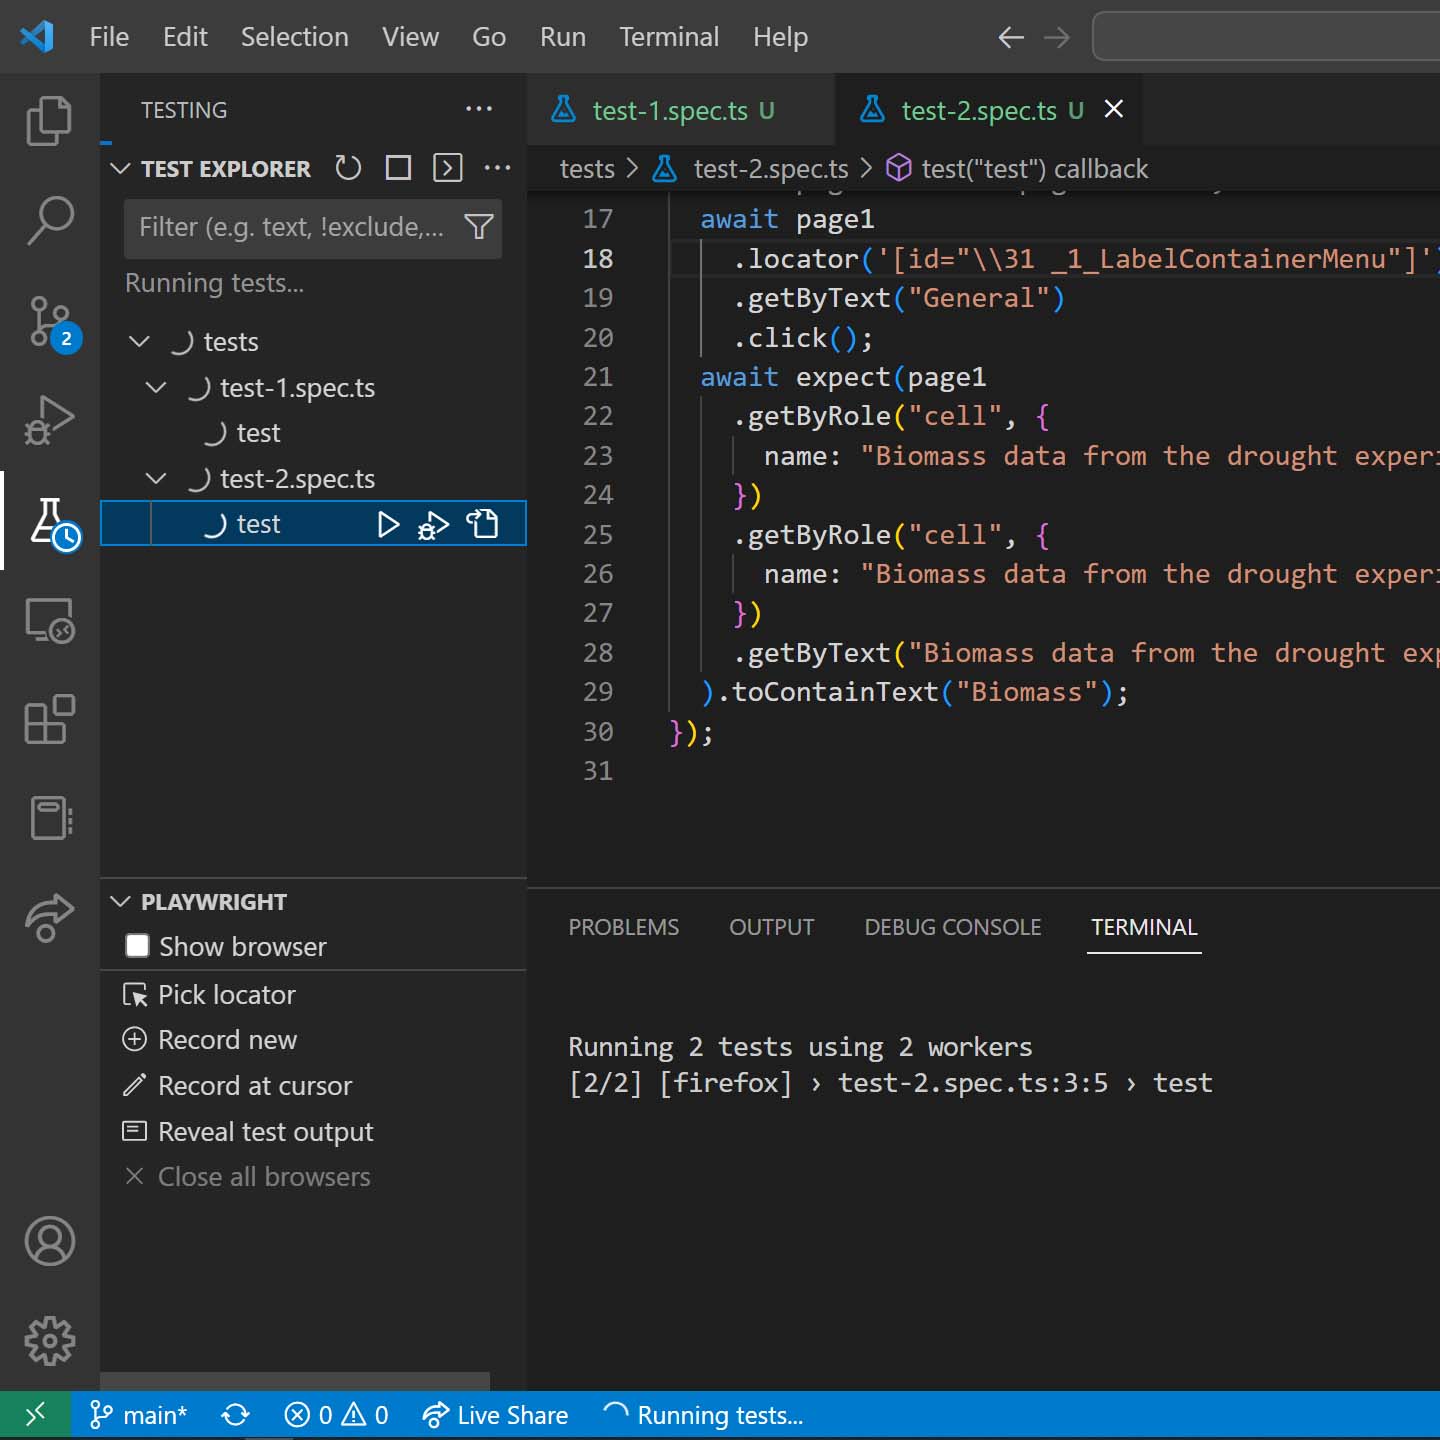 File Edit Selection View Go Run Terminal Help
TESTING
TEST EXPLORER
Filter (e.g. text, !exclude,...
Running tests...
tests
test-1.spec.ts
test
test-2.spec.ts
test
2
PLAYWRIGHT
Show browser
Pick locator
Record new
Record at cursor
Reveal test output
Close all browsers
test-1.spec.ts U
test-2.spec.ts U
tests > test-2.spec.ts > test("test") callback
17 await page1
18 .locator('[id="\\31 _1_LabelContainerMenu"]')
19 .getByText("General")
20 .click();
21 await expect(page1
22 .getByRole("cell", {
23 name: "Biomass data from the drought experi
24 })
25 .getByRole("cell", {
26 name: "Biomass data from the drought experi
27 })
28 .getByText("Biomass data from the drought exp
29 ).toContainText("Biomass");
30 });
31
PROBLEMS OUTPUT DEBUG CONSOLE TERMINAL
Running 2 tests using 2 workers
[2/2] [firefox] › test-2.spec.ts:3:5 › test
main* 0 0 Live Share Running tests...